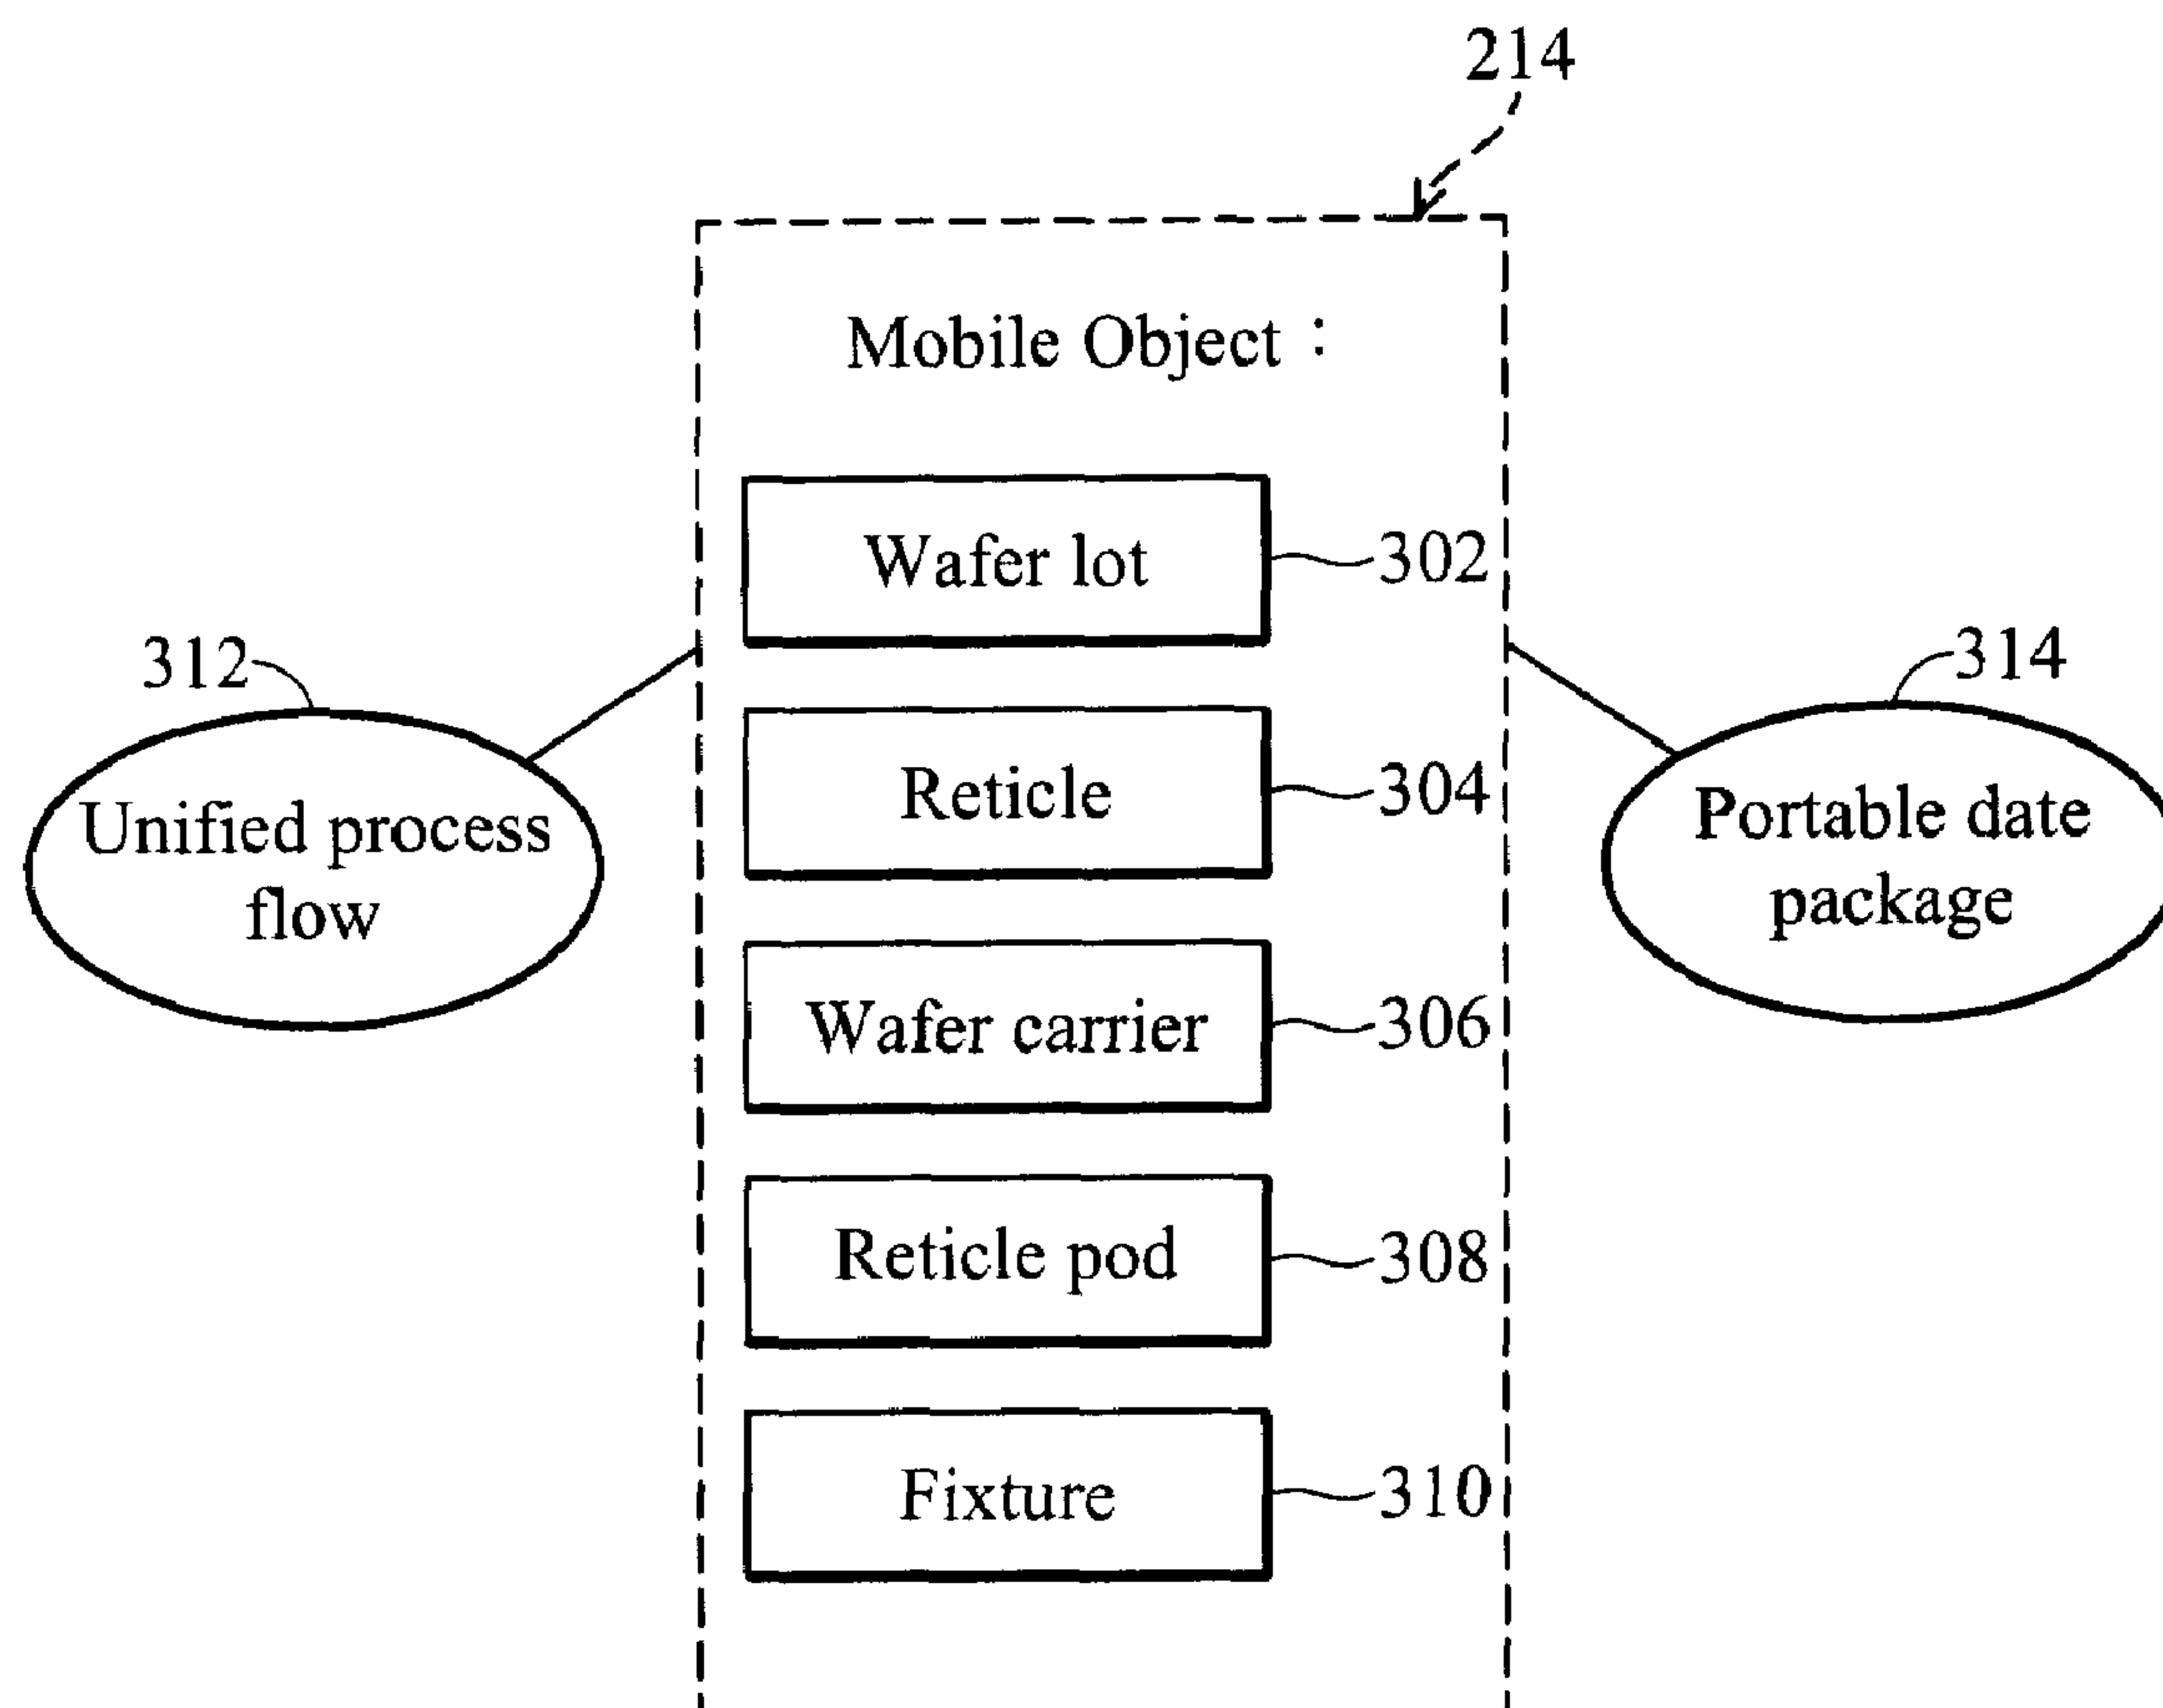 214
Mobile Object :
Wafer lot 302
312
314
Reticle 304
Unified process
flow
Portable date
package
Wafer carrier 306
Reticle pod 308
Fixture 310